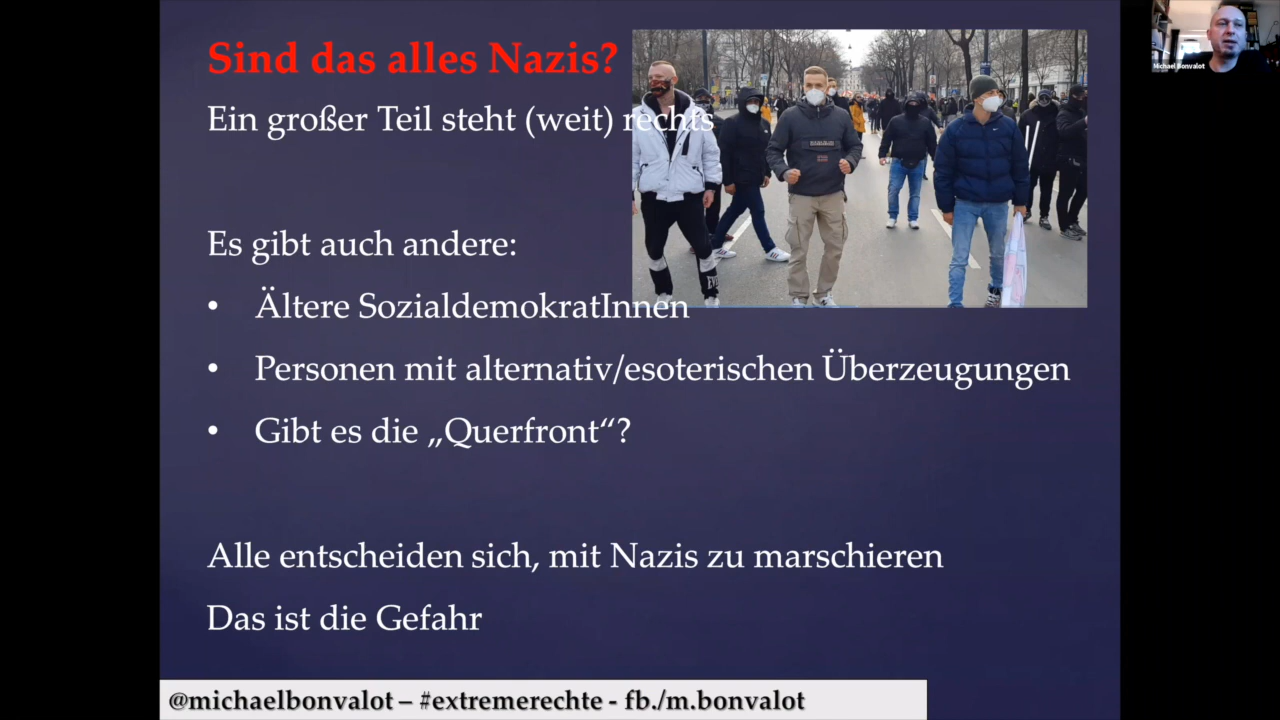 Sind das alles Nazis?
Ein großer Teil steht (weit) rechts
Es gibt auch andere:
• Ältere SozialdemokratInnen
• Personen mit alternativ/esoterischen Überzeugungen
• Gibt es die „Querfront“?
Alle entscheiden sich, mit Nazis zu marschieren
Das ist die Gefahr
@michaelbonvalot – #extremerechte - fb./m.bonvalot
Michael Bonvalot